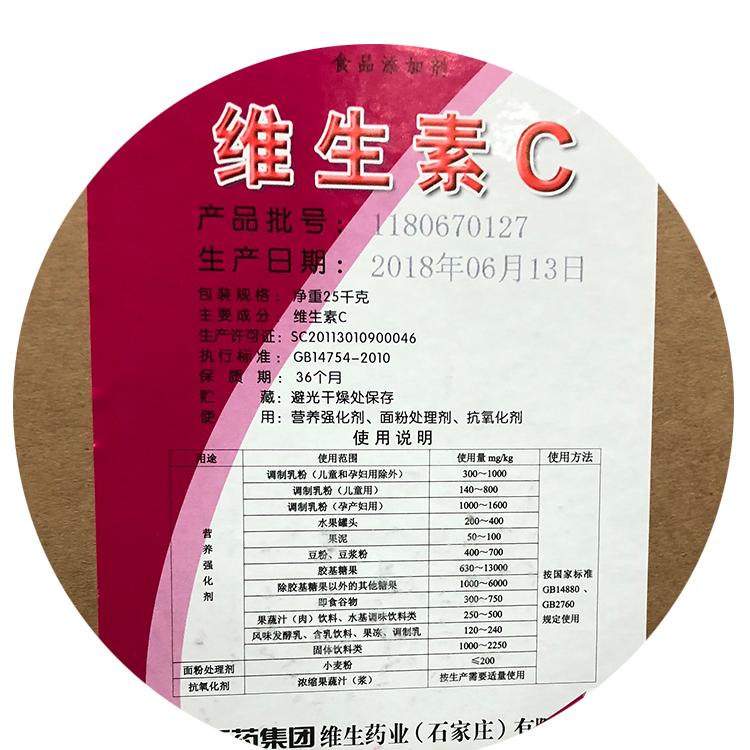 食品添加剂
维生素C
产品批号：1180670127
生产日期：2018年06月13日
包装规格：净重25千克
主要成分：维生素C
生产许可证：SC20113010900046
执行标准：GB14754-2010
保 质 期：36个月
贮 藏：避光干燥处保存
使 用：营养强化剂、面粉处理剂、抗氧化剂
使用说明
用途 使用范围 使用量 mg/kg 使用方法
营养强化剂 调制乳粉（儿童和孕妇用除外） 300～1000
调制乳粉（儿童用） 140～800
调制乳粉（孕产妇用） 1000～1600
水果罐头 200～400
果泥 50～100
豆粉、豆浆粉 400～700
胶基糖果 630～13000
除胶基糖果以外的其他糖果 1000～6000
即食谷物 300～750
果蔬汁（肉）饮料、水基调味饮料类 250～500
风味发酵乳、含乳饮料、果冻、调制乳 120～240
固体饮料类 1000～2250
按国家标准
GB14880、
GB2760
规定使用
面粉处理剂 小麦粉 ≤200
抗氧化剂 浓缩果蔬汁（浆） 按生产需要适量使用
药集团维生药业（石家庄）有